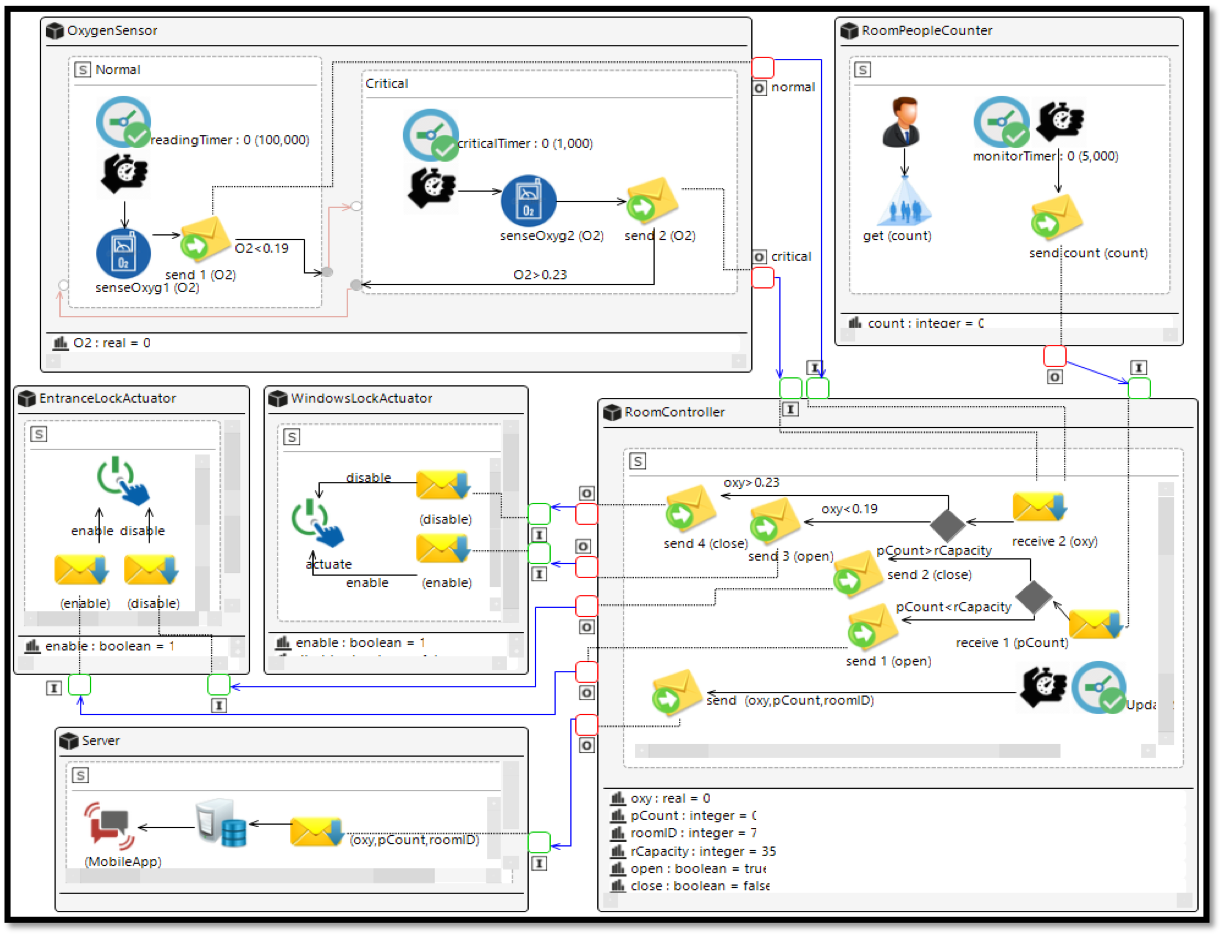 OxygenSensor
S Normal
readingTimer : 0 (100,000)
senseOxyg1 (O2)
send 1 (O2)
O2<0.19
Critical
criticalTimer : 0 (1,000)
senseOxyg2 (O2)
send 2 (O2)
O2>0.23
O2 : real = 0
O normal
O critical
RoomPeopleCounter
S
monitorTimer : 0 (5,000)
get (count)
send count (count)
count : integer = 0
O
I
I
I
EntranceLockActuator
S
enable disable
(enable) (disable)
enable : boolean = 1
I
I
WindowsLockActuator
S
disable
(disable)
actuate
enable
(enable)
enable : boolean = 1
I
I
O
O
O
O
O
RoomController
S
oxy>0.23
oxy<0.19
send 4 (close)
send 3 (open)
receive 2 (oxy)
pCount>rCapacity
send 2 (close)
pCount<rCapacity
receive 1 (pCount)
send 1 (open)
send (oxy,pCount,roomID)
oxy : real = 0
pCount : integer = 0
roomID : integer = 7
rCapacity : integer = 35
open : boolean = true
close : boolean = false
Server
S
(oxy,pCount,roomID)
(MobileApp)
I